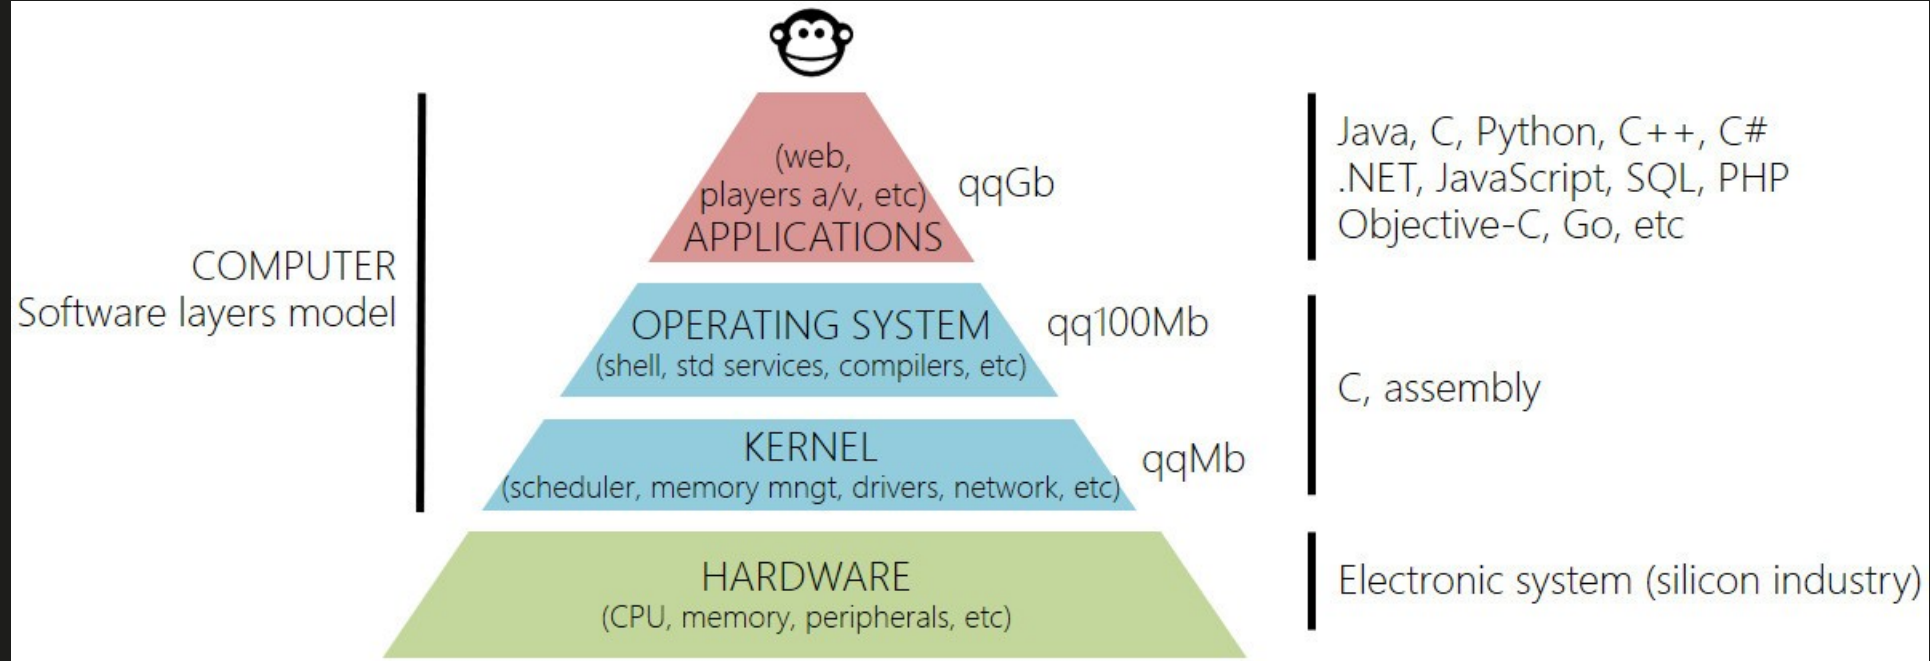 COMPUTER
Software layers model
(web,
players a/v, etc)
APPLICATIONS
qqGb
OPERATING SYSTEM
(shell, std services, compilers, etc)
qq100Mb
KERNEL
(scheduler, memory mngt, drivers, network, etc)
qqMb
HARDWARE
(CPU, memory, peripherals, etc)
Java, C, Python, C++, C#
.NET, JavaScript, SQL, PHP
Objective-C, Go, etc
C, assembly
Electronic system (silicon industry)